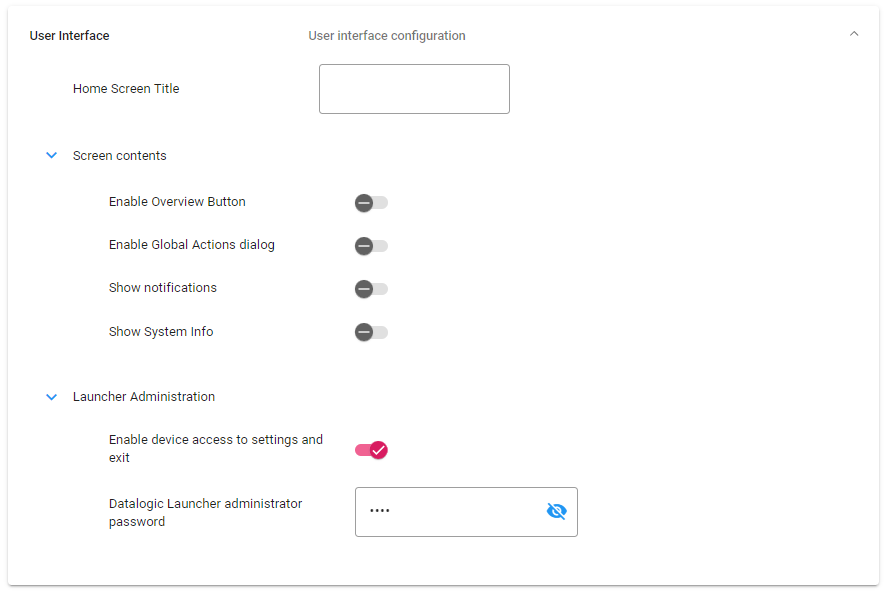 User Interface
User interface configuration
Home Screen Title
Screen contents
Enable Overview Button
Enable Global Actions dialog
Show notifications
Show System Info
Launcher Administration
Enable device access to settings and
exit
Datalogic Launcher administrator
password
••••